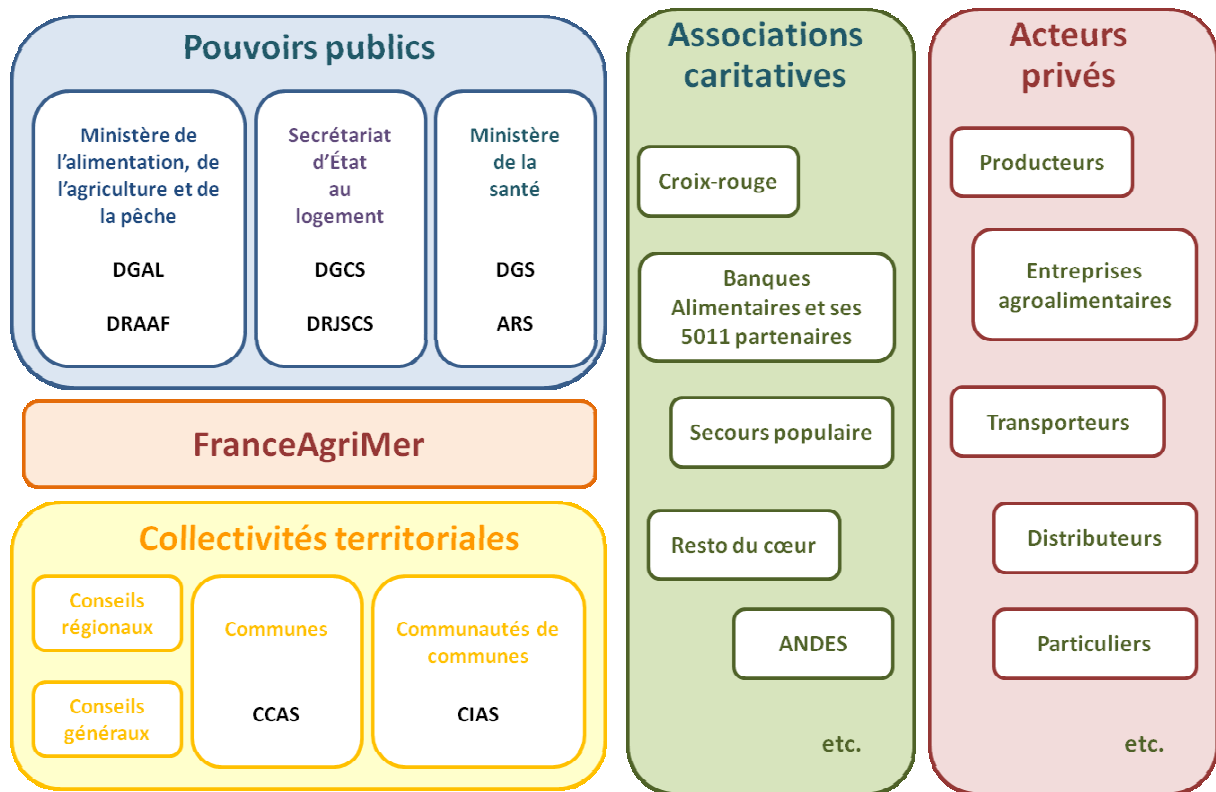 Pouvoirs publics
Ministère de
l'alimentation, de
l'agriculture et de
la pêche
DGAL
DRAAF
Secrétariat
d'État
au
logement
DGCS
DRJSCS
Ministère
de la
santé
DGS
ARS
FranceAgriMer
Collectivités territoriales
Conseils
régionaux
Conseils
généraux
Communes
CCAS
Communautés de
communes
CIAS
Associations
caritatives
Croix-rouge
Banques
Alimentaires et ses
5011 partenaires
Secours populaire
Resto du cœur
ANDES
etc.
Acteurs
privés
Producteurs
Entreprises
agroalimentaires
Transporteurs
Distributeurs
Particuliers
etc.